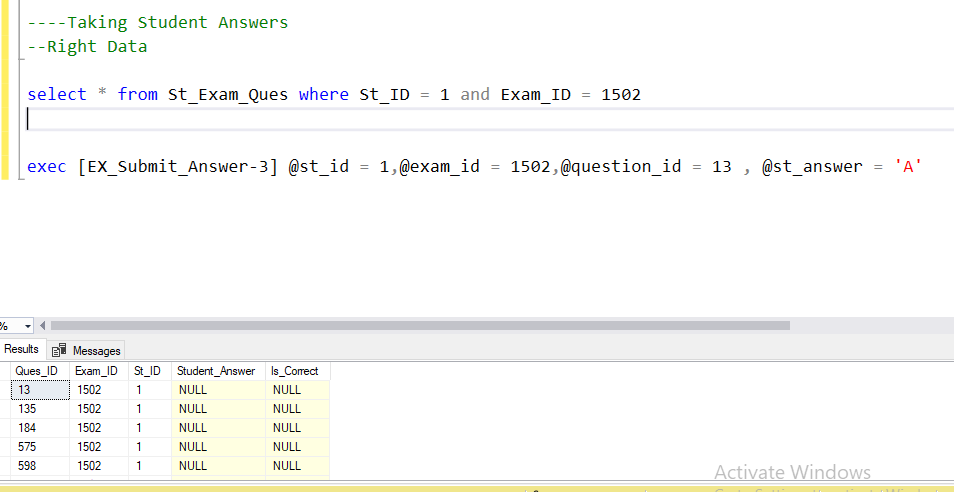 ----Taking Student Answers
--Right Data
select * from St_Exam_Ques where St_ID = 1 and Exam_ID = 1502
exec [EX_Submit_Answer-3] @st_id = 1,@exam_id = 1502,@question_id = 13 , @st_answer = 'A'
%
Results Messages
Ques_ID Exam_ID St_ID Student_Answer Is_Correct
13 1502 1 NULL NULL
135 1502 1 NULL NULL
184 1502 1 NULL NULL
575 1502 1 NULL NULL
598 1502 1 NULL NULL
Activate Windows